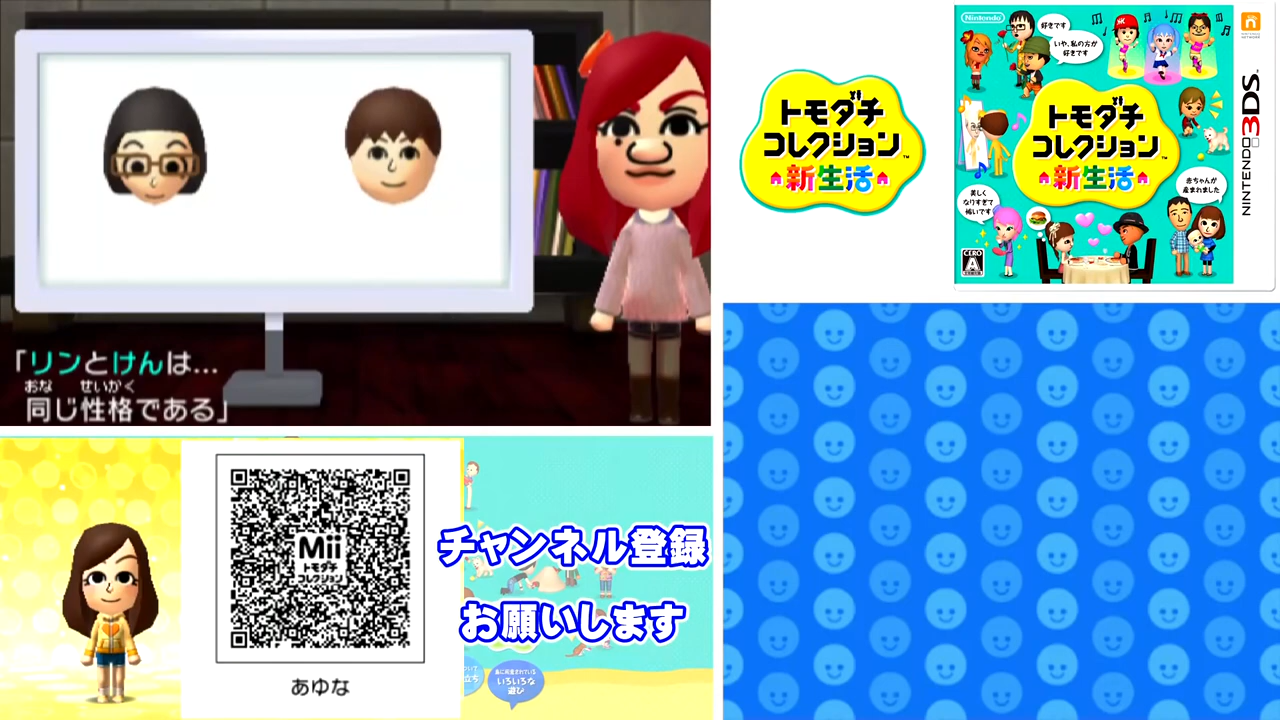 「リンとけんは...
おな せいかく
同じ性格である」
トモダチ
コレクション™
新生活
Nintendo
好きです
いや、私の方が
好きです
トモダチ
コレクション™
新生活
美しく
なりすぎて
怖いです
赤ちゃんが
産まれました
CERO
A
NINTENDO 3DS
Mii
トモダチ
コレクション
あゆな
チャンネル登録
お願いします
いろいろな
遊び